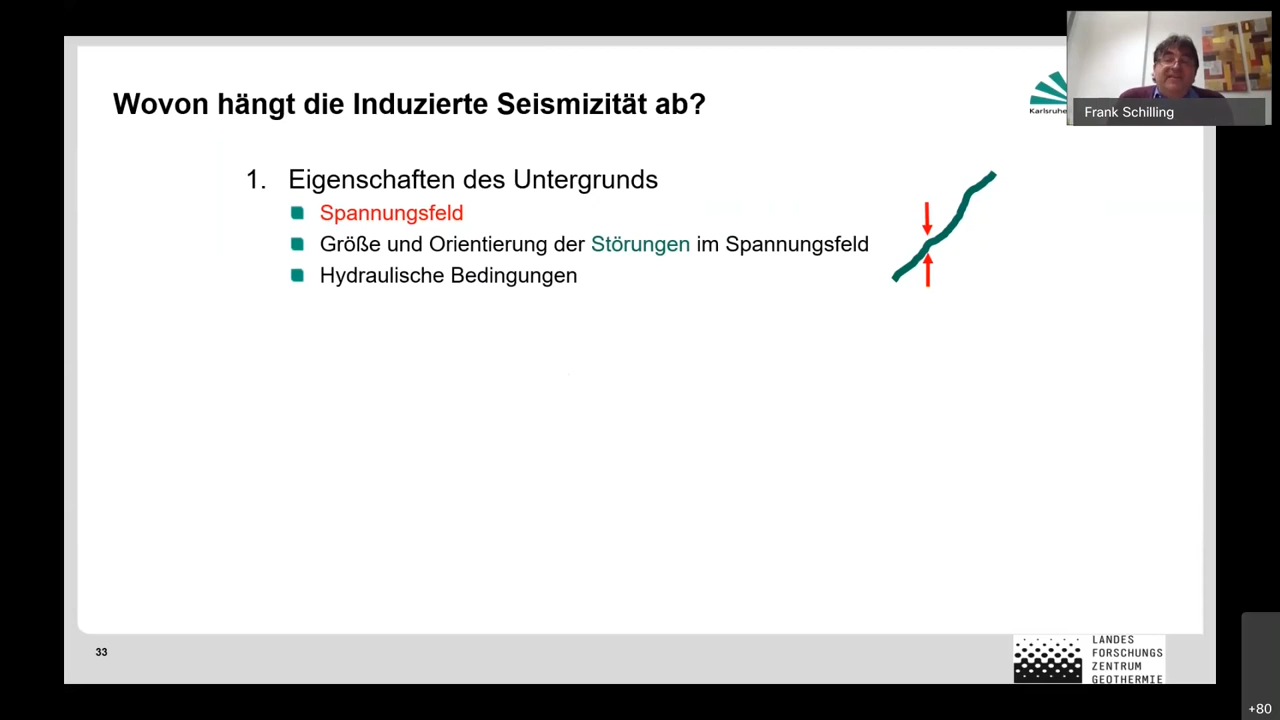 Wovon hängt die Induzierte Seismizität ab?
Karlsruhe
Frank Schilling
1. Eigenschaften des Untergrunds
Spannungsfeld
Größe und Orientierung der Störungen im Spannungsfeld
Hydraulische Bedingungen
33
LANDES
FORSCHUNGS
ZENTRUM
GEOTHERMIE
+80